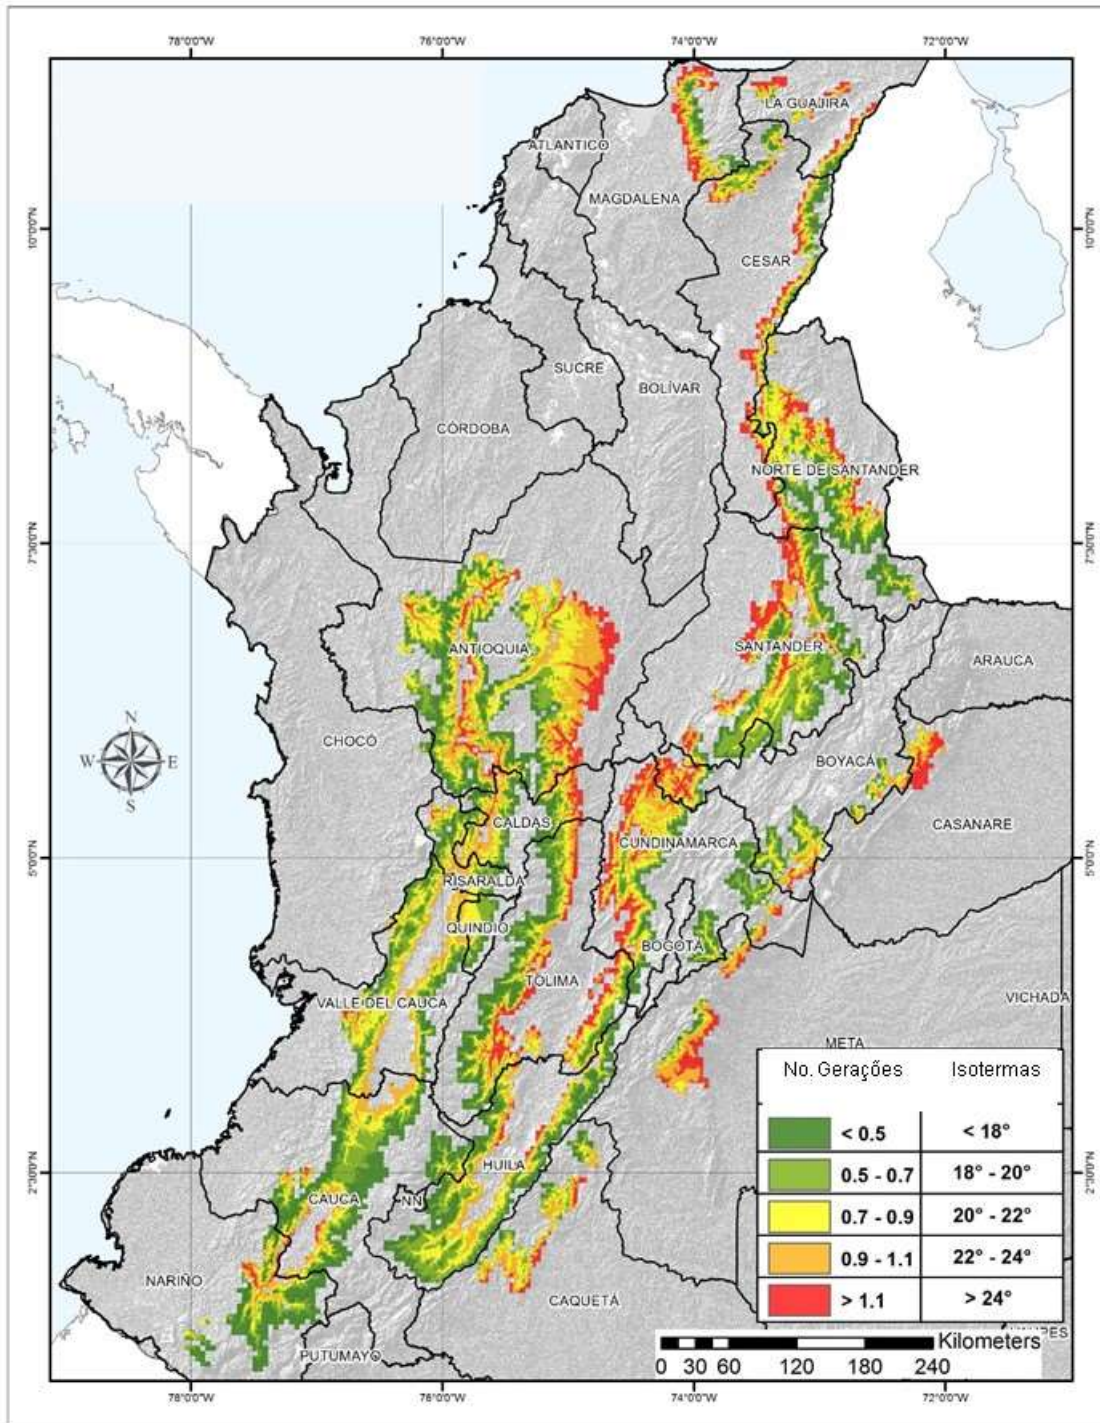 78°0'0"W 76°0'0"W 74°0'0"W 72°0'0"W
LA GUAJIRA
ATLANTICO
MAGDALENA
10°0'0"N 10°0'0"N
CESAR
SUCRE
BOLÍVAR
CÓRDOBA
NORTE DE SANTANDER
7°30'0"N 7°30'0"N
ANTIOQUIA
SANTANDER
ARAUCA
N
W E
S
CHOCÓ
BOYACÁ
CALDAS
CASANARE
CUNDINAMARCA
5°0'0"N 5°0'0"N
RISARALDA
QUINDIO
BOGOTÁ
TOLIMA
VALLE DEL CAUCA
VICHADA
META
No. Gerações Isotermas
< 0.5 < 18°
0.5 - 0.7 18° - 20°
0.7 - 0.9 20° - 22°
0.9 - 1.1 22° - 24°
> 1.1 > 24°
2°30'0"N 2°30'0"N
HUILA
CAUCA
NN
NARIÑO
CAQUETÁ
PUTUMAYO
Kilometers
0 30 60 120 180 240
78°0'0"W 76°0'0"W 74°0'0"W 72°0'0"W